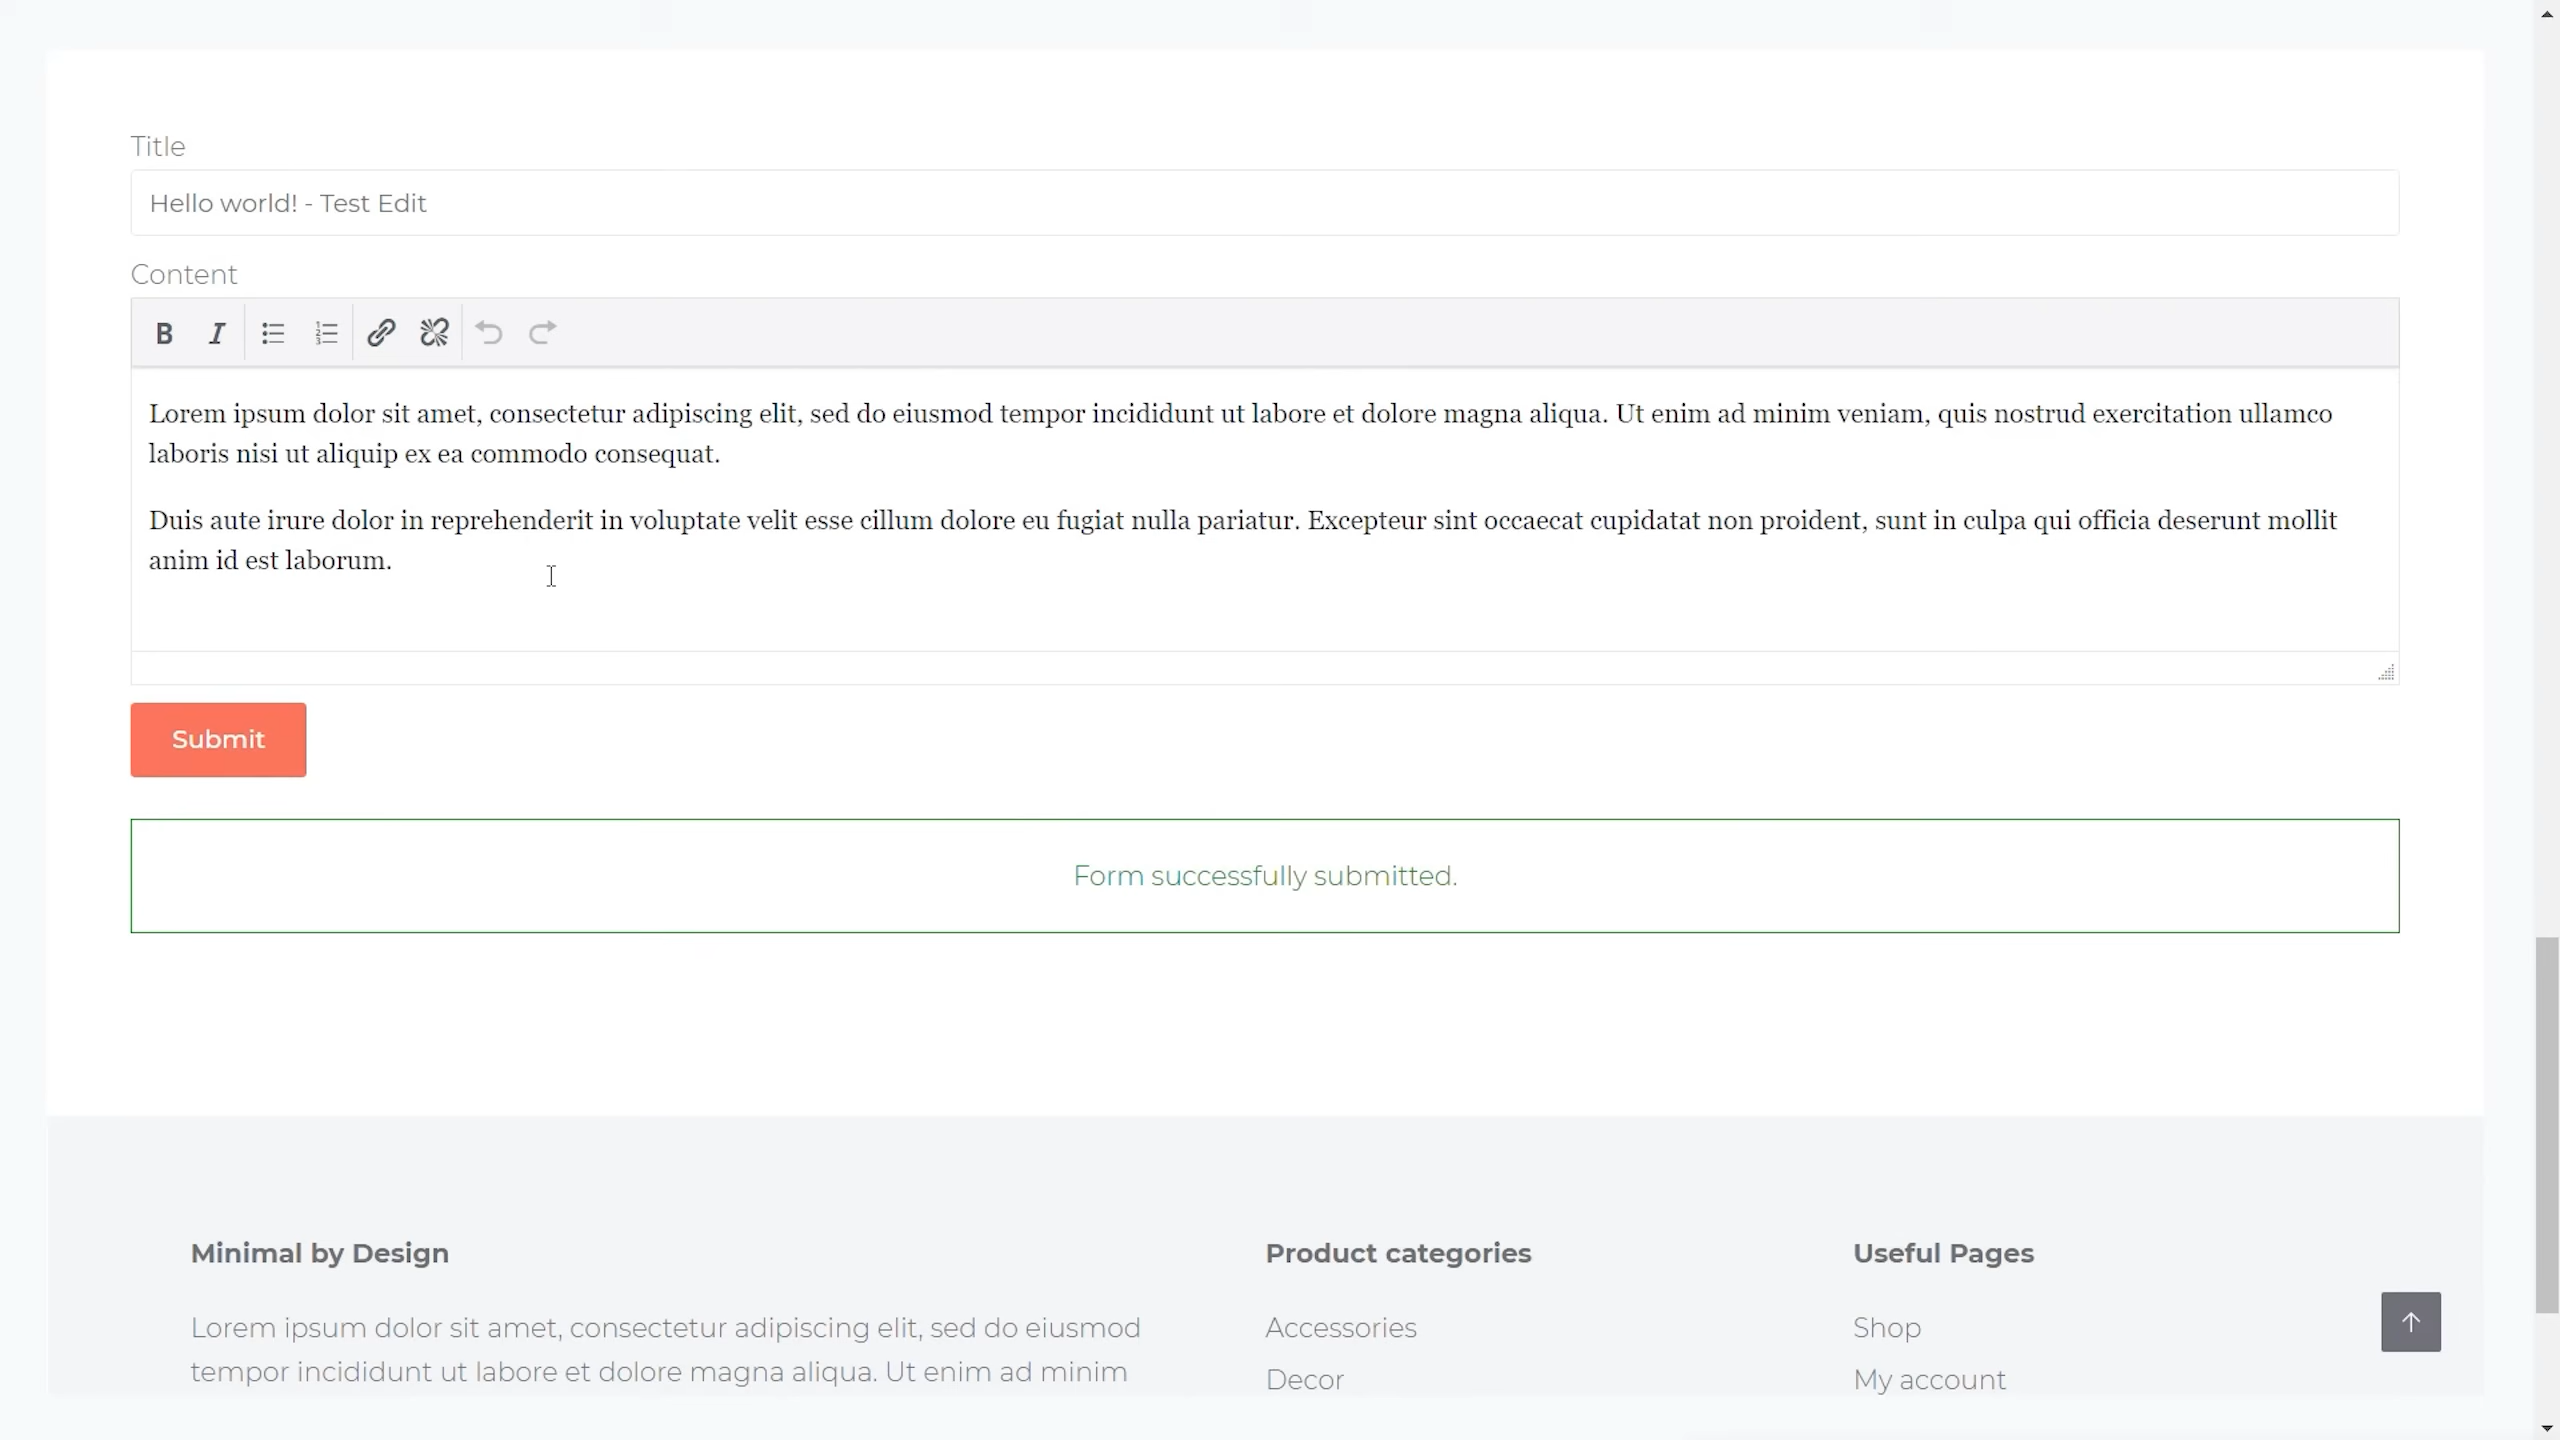 Title
Hello world! - Test Edit
Content
Lorem ipsum dolor sit amet, consectetur adipiscing elit, sed do eiusmod tempor incididunt ut labore et dolore magna aliqua. Ut enim ad minim veniam, quis nostrud exercitation ullamco
laboris nisi ut aliquip ex ea commodo consequat.
Duis aute irure dolor in reprehenderit in voluptate velit esse cillum dolore eu fugiat nulla pariatur. Excepteur sint occaecat cupidatat non proident, sunt in culpa qui officia deserunt mollit
anim id est laborum.
Submit
Form successfully submitted.
Minimal by Design
Lorem ipsum dolor sit amet, consectetur adipiscing elit, sed do eiusmod
tempor incididunt ut labore et dolore magna aliqua. Ut enim ad minim
Product categories
Accessories
Decor
Useful Pages
Shop
My account